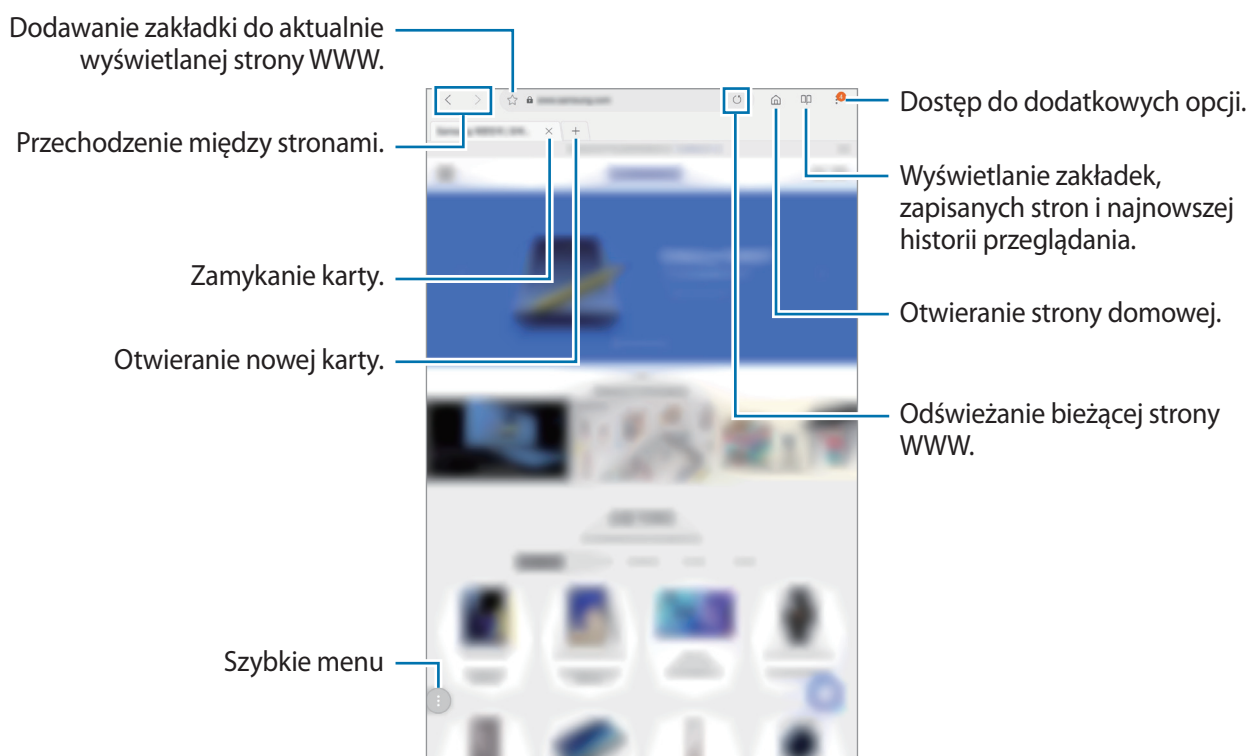 Dodawanie zakładki do aktualnie
wyświetlanej strony WWW.
Przechodzenie między stronami.
Zamykanie karty.
Otwieranie nowej karty.
Szybkie menu
Dostęp do dodatkowych opcji.
Wyświetlanie zakładek,
zapisanych stron i najnowszej
historii przeglądania.
Otwieranie strony domowej.
Odświeżanie bieżącej strony
WWW.